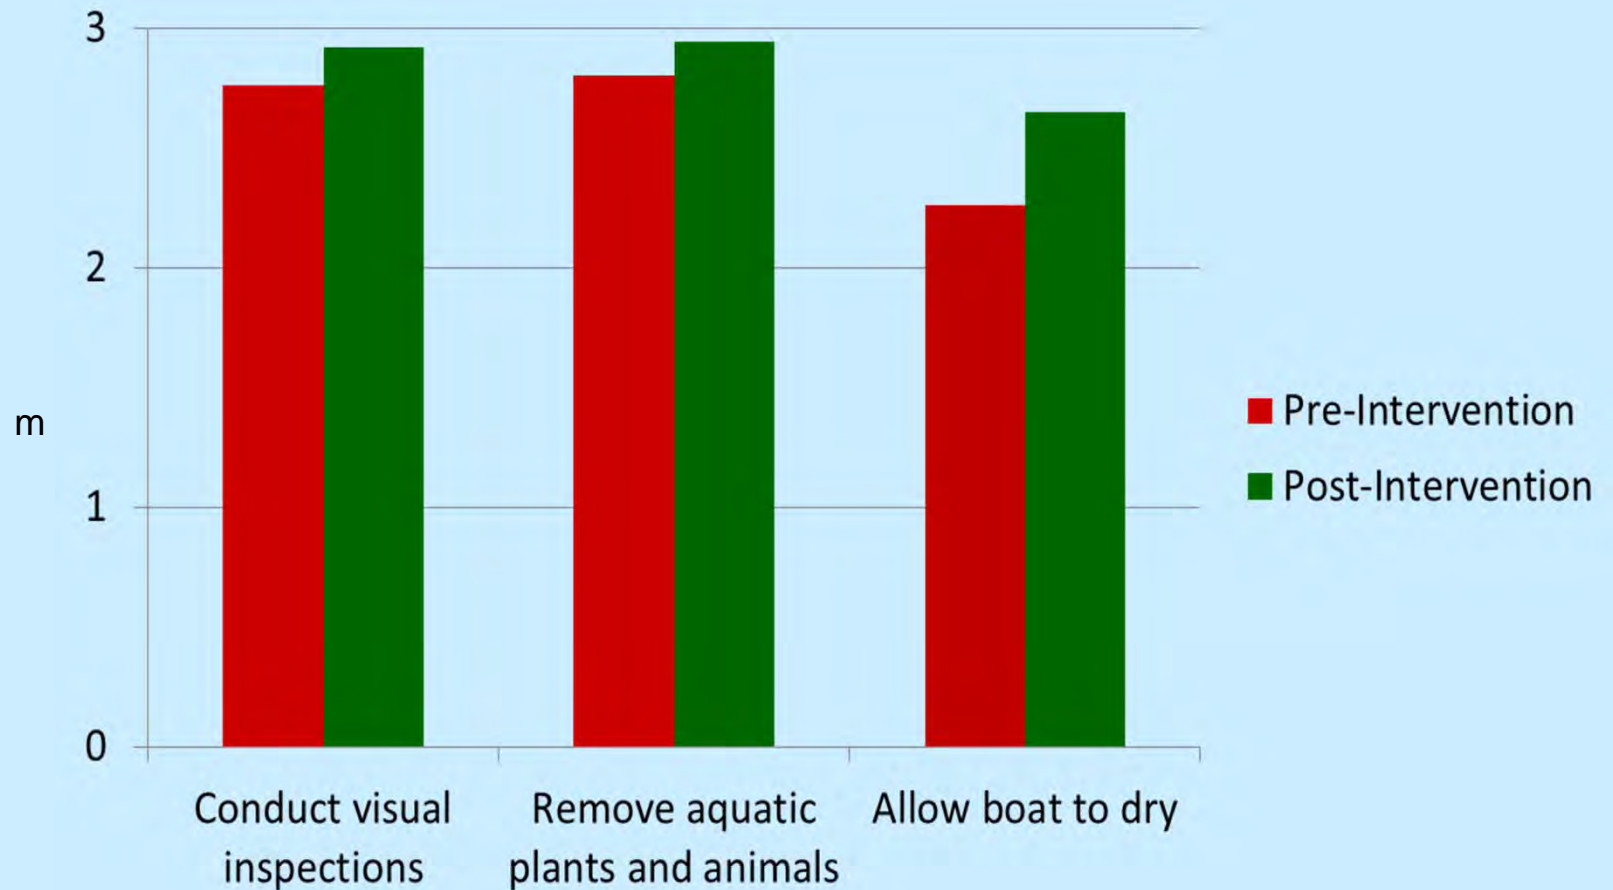 3
2
1
0
m
Conduct visual
inspections
Remove aquatic
plants and animals
Allow boat to dry
Pre-Intervention
Post-Intervention